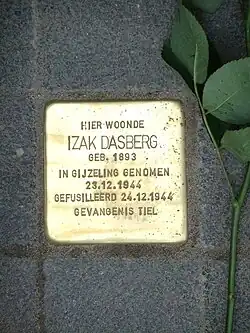 HIER WOONDE
IZAK DASBERG
GEB. 1893
IN GIJZELING GENOMEN
23.12.1944
GEFUSILLEERD 24.12.1944
GEVANGENIS TIEL